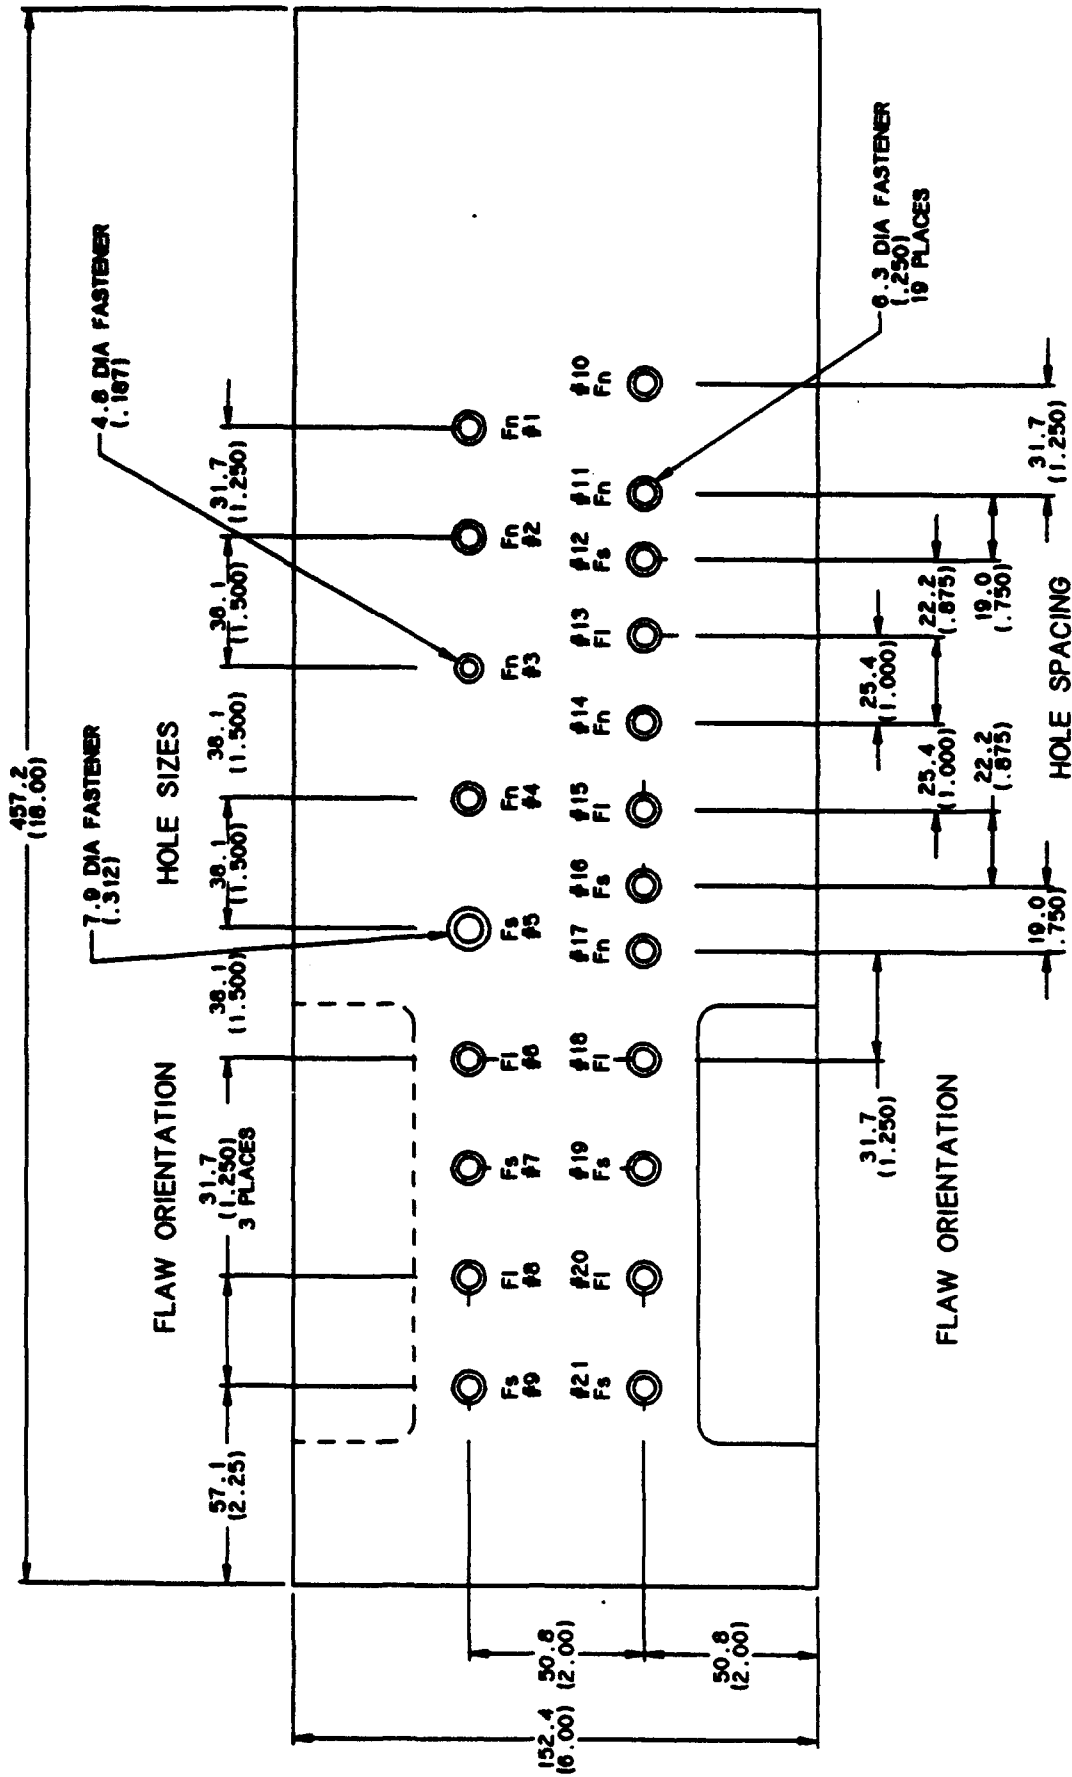 457.2
(18.00)
7.9 DIA FASTENER
(.312)
4.8 DIA FASTENER
(.187)
FLAW ORIENTATION
HOLE SIZES
57.1
(2.25)
31.7
(1.250)
3 PLACES
38.1
(1.500)
38.1
(1.500)
38.1
(1.500)
38.1
(1.500)
31.7
(1.250)
Fs
#9
Fl
#8
Fs
#7
Fl
#6
Fs
#5
Fn
#4
Fn
#3
Fn
#2
Fn
#1
#21
Fs
#20
Fl
#19
Fs
#18
Fl
#17
Fn
#16
Fs
#15
Fl
#14
Fn
#13
Fl
#12
Fs
#11
Fn
#10
Fn
152.4
(6.00)
50.8
(2.00)
50.8
(2.00)
6.3 DIA FASTENER
(.250)
19 PLACES
31.7
(1.250)
25.4
(1.000)
25.4
(1.000)
22.2
(.875)
22.2
(.875)
19.0
(.750)
19.0
(.750)
31.7
(1.250)
FLAW ORIENTATION
HOLE SPACING